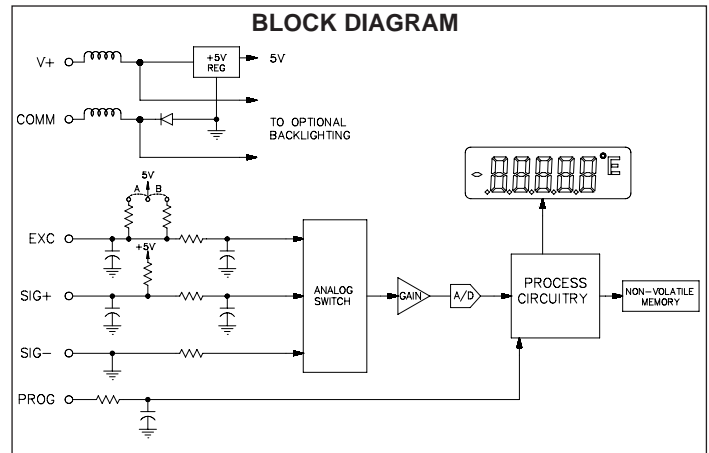 BLOCK DIAGRAM
V+
+5V
REG
5V
COMM
TO OPTIONAL
BACKLIGHTING
5V
A B
EXC
+5V
SIG+
SIG-
PROG
ANALOG
SWITCH
GAIN
A/D
8.8.8.8.8 °E
PROCESS
CIRCUITRY
NON-VOLATILE
MEMORY